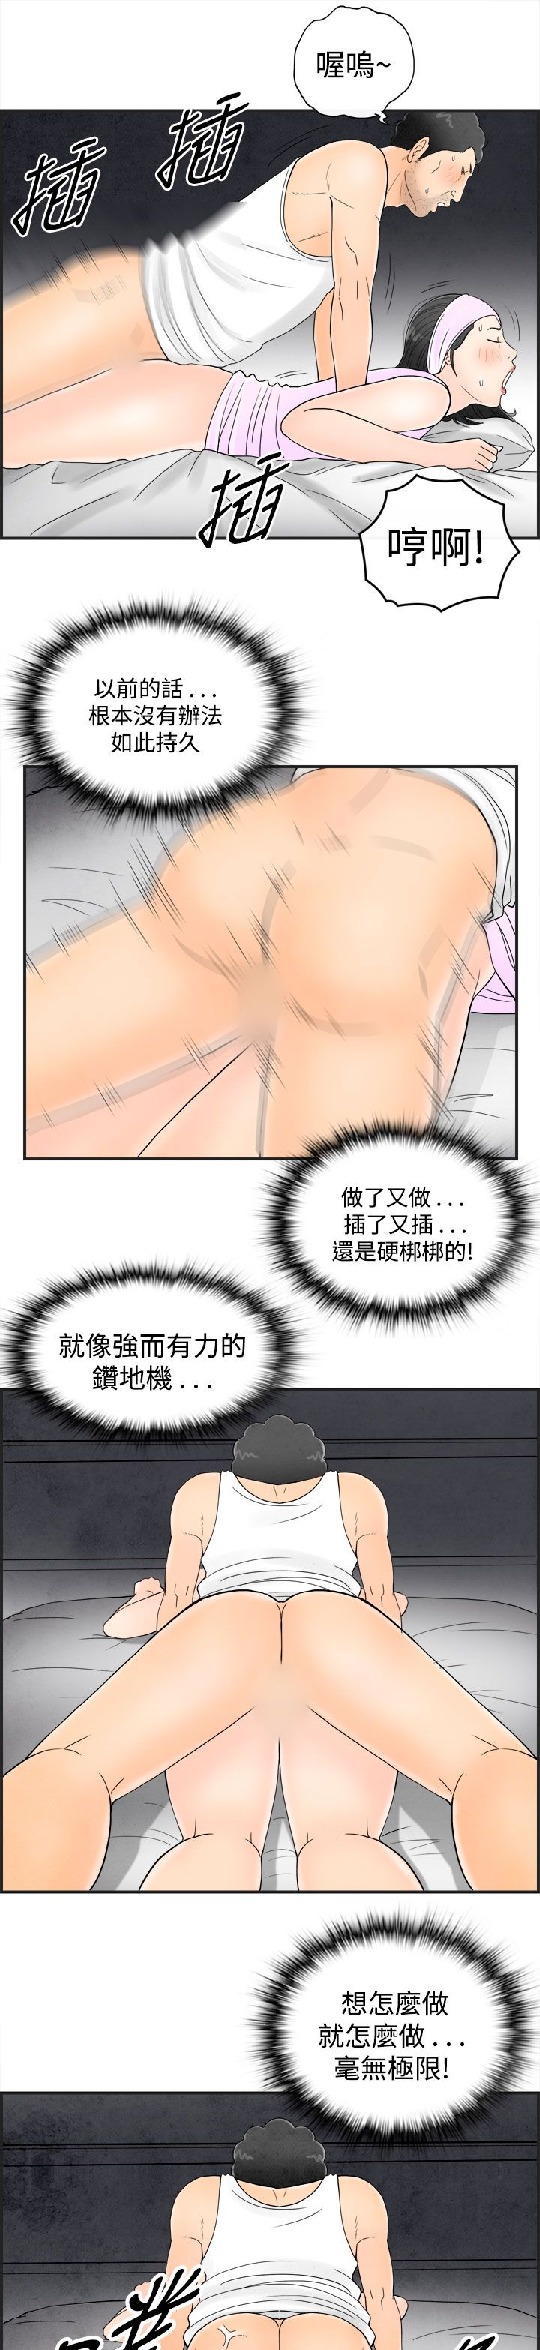 喔嗚~
插
插
插
哼啊!
以前的話...
根本沒有辦法
如此持久
做了又做...
插了又插...
還是硬梆梆的!
就像強而有力的
鑽地機...
想怎麼做
就怎麼做...
毫無極限!